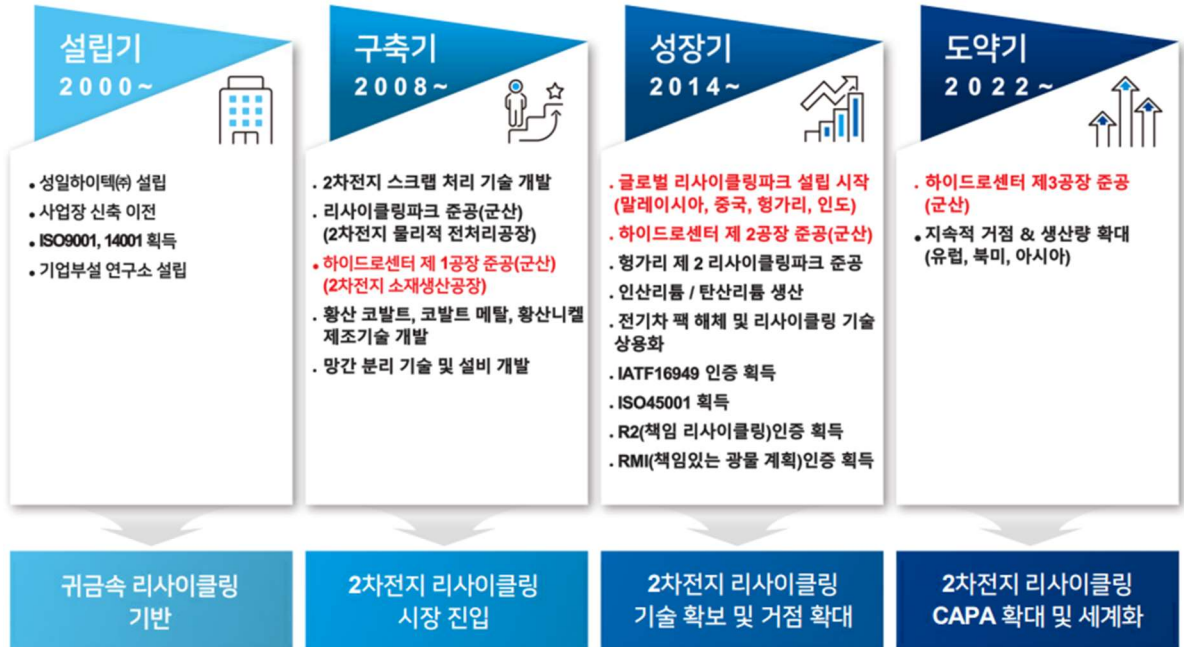 설립기
2000~
• 성일하이텍㈜ 설립
• 사업장 신축 이전
• ISO9001, 14001 획득
• 기업부설 연구소 설립
귀금속 리사이클링
기반
구축기
2008~
. 2차전지 스크랩 처리 기술 개발
. 리사이클링파크 준공(군산)
(2차전지 물리적 전처리공장)
• 하이드로센터 제 1공장 준공(군산)
(2차전지 소재생산공장)
. 황산 코발트, 코발트 메탈, 황산니켈
제조기술 개발
. 망간 분리 기술 및 설비 개발
2차전지 리사이클링
시장 진입
성장기
2014~
. 글로벌 리사이클링파크 설립 시작
(말레이시아, 중국, 헝가리, 인도)
. 하이드로센터 제 2공장 준공(군산)
. 헝가리 제 2 리사이클링파크 준공
. 인산리튬 / 탄산리튬 생산
. 전기차 팩 해체 및 리사이클링 기술
상용화
. IATF16949 인증 획득
. ISO45001 획득
. R2(책임 리사이클링)인증 획득
. RMI(책임있는 광물 계획)인증 획득
2차전지 리사이클링
기술 확보 및 거점 확대
도약기
2022~
. 하이드로센터 제3공장 준공
(군산)
• 지속적 거점 & 생산량 확대
(유럽, 북미, 아시아)
2차전지 리사이클링
CAPA 확대 및 세계화